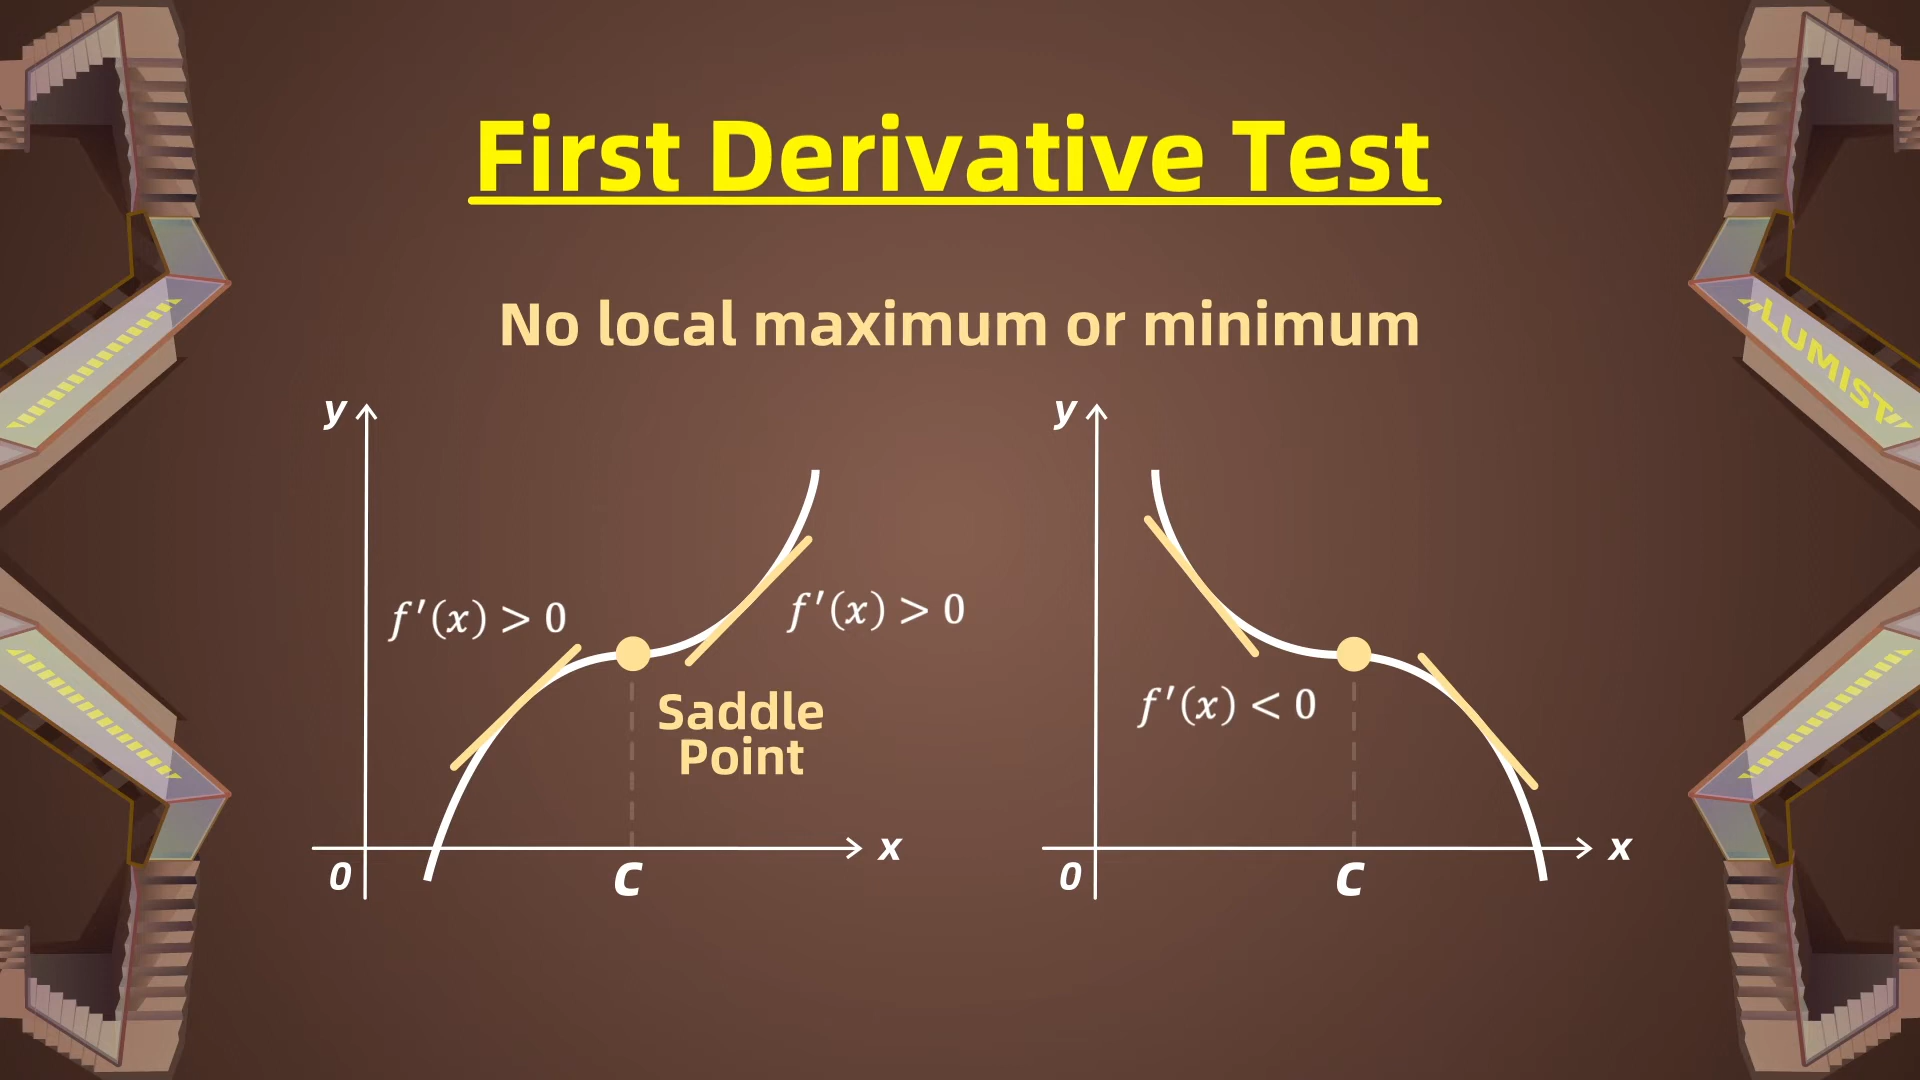 First Derivative Test
No local maximum or minimum
y
f′(x) > 0
f′(x) > 0
Saddle
Point
x
0
c
y
f′(x) < 0
x
0
c
LUMIST